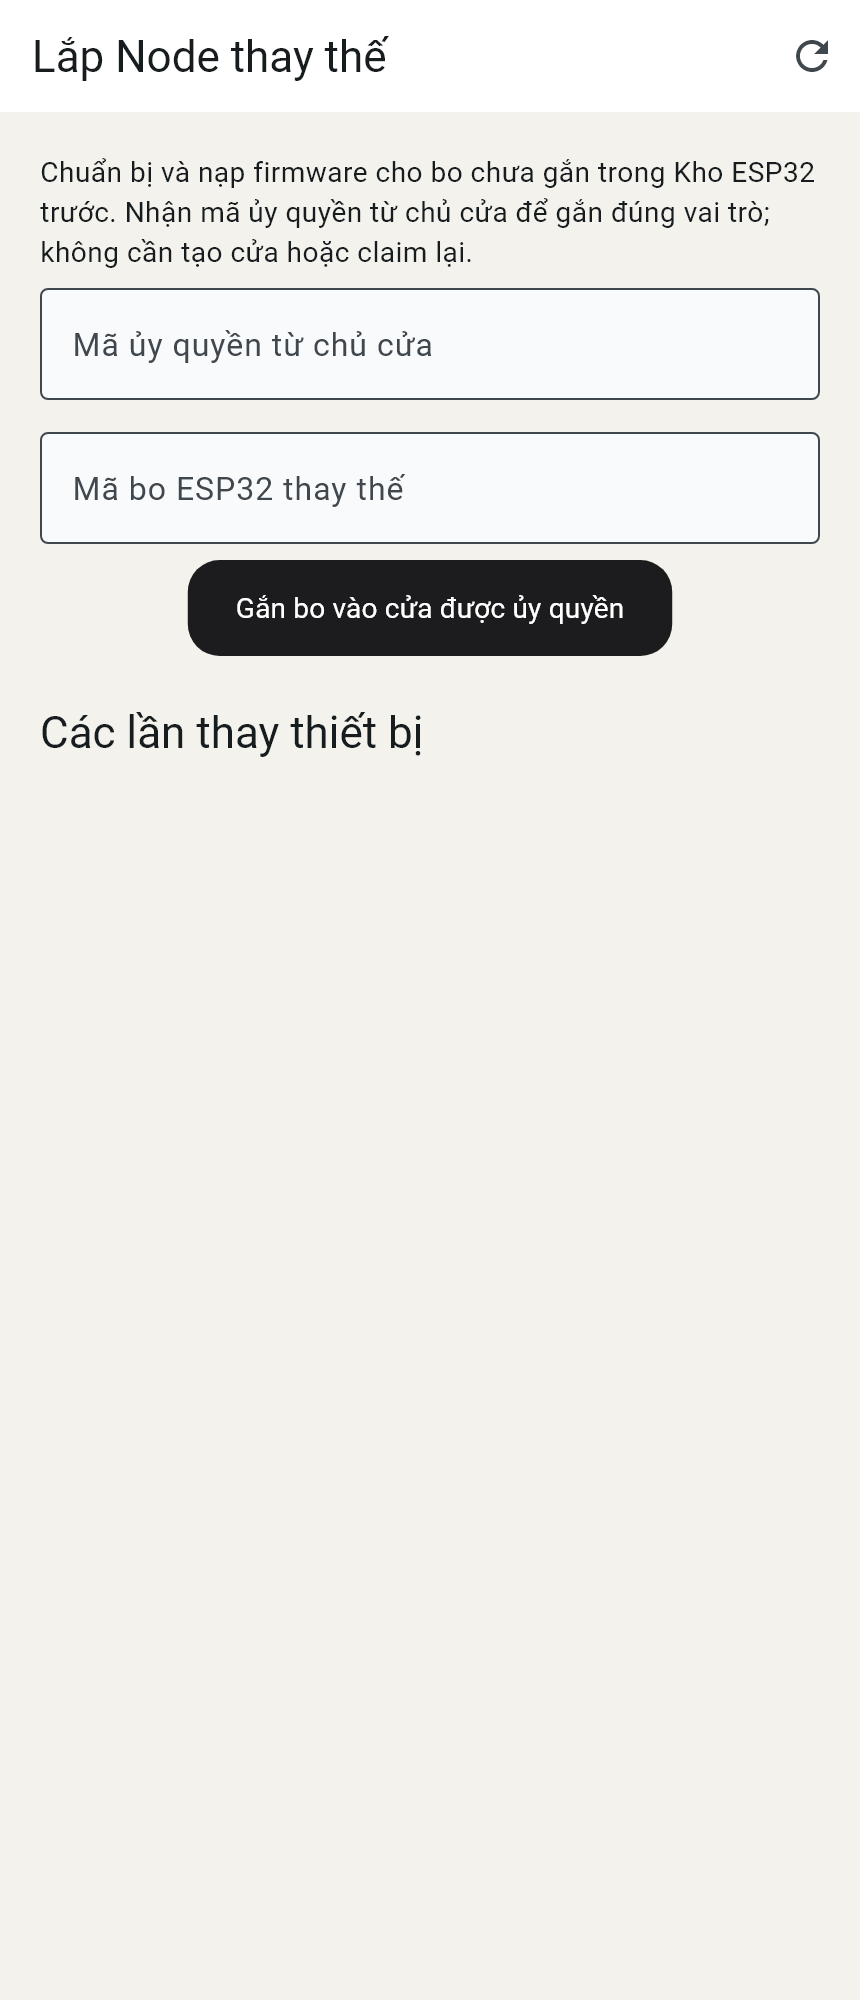 Lắp Node thay thế
Chuẩn bị và nạp firmware cho bo chưa gắn trong Kho ESP32
trước. Nhận mã ủy quyền từ chủ cửa để gắn đúng vai trò;
không cần tạo cửa hoặc claim lại.
Mã ủy quyền từ chủ cửa
Mã bo ESP32 thay thế
Gắn bo vào cửa được ủy quyền
Các lần thay thiết bị